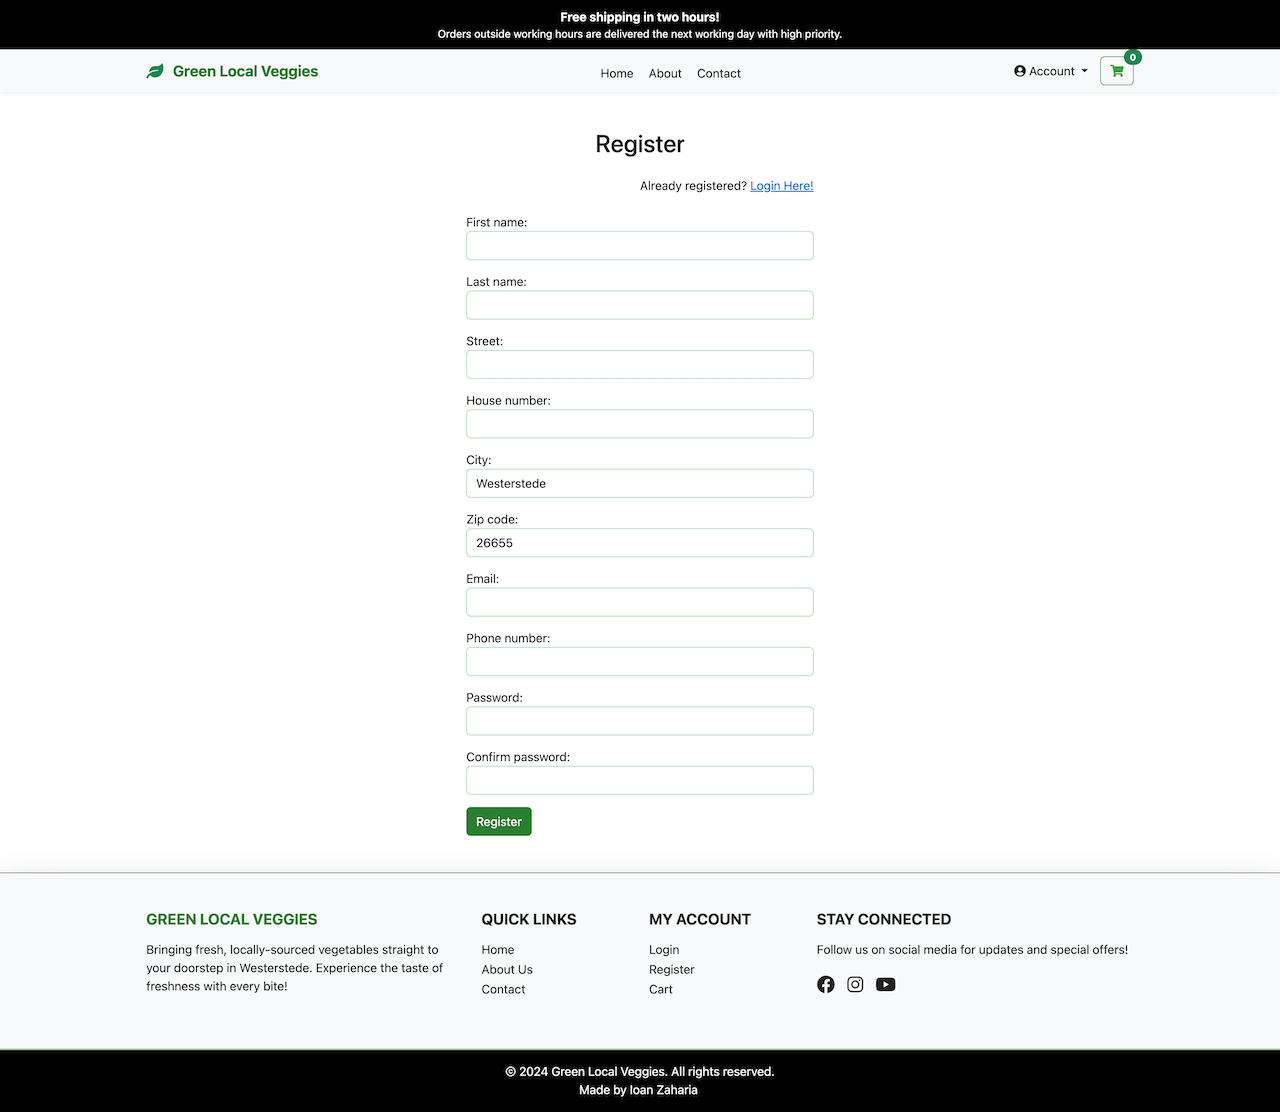 Free shipping in two hours!
Orders outside working hours are delivered the next working day with high priority.
Green Local Veggies
Home About Contact
Account
0
Register
Already registered? Login Here!
First name:
Last name:
Street:
House number:
City:
Westerstede
Zip code:
26655
Email:
Phone number:
Password:
Confirm password:
Register
GREEN LOCAL VEGGIES
Bringing fresh, locally-sourced vegetables straight to
your doorstep in Westerstede. Experience the taste of
freshness with every bite!
QUICK LINKS
Home
About Us
Contact
MY ACCOUNT
Login
Register
Cart
STAY CONNECTED
Follow us on social media for updates and special offers!
© 2024 Green Local Veggies. All rights reserved.
Made by Ioan Zaharia